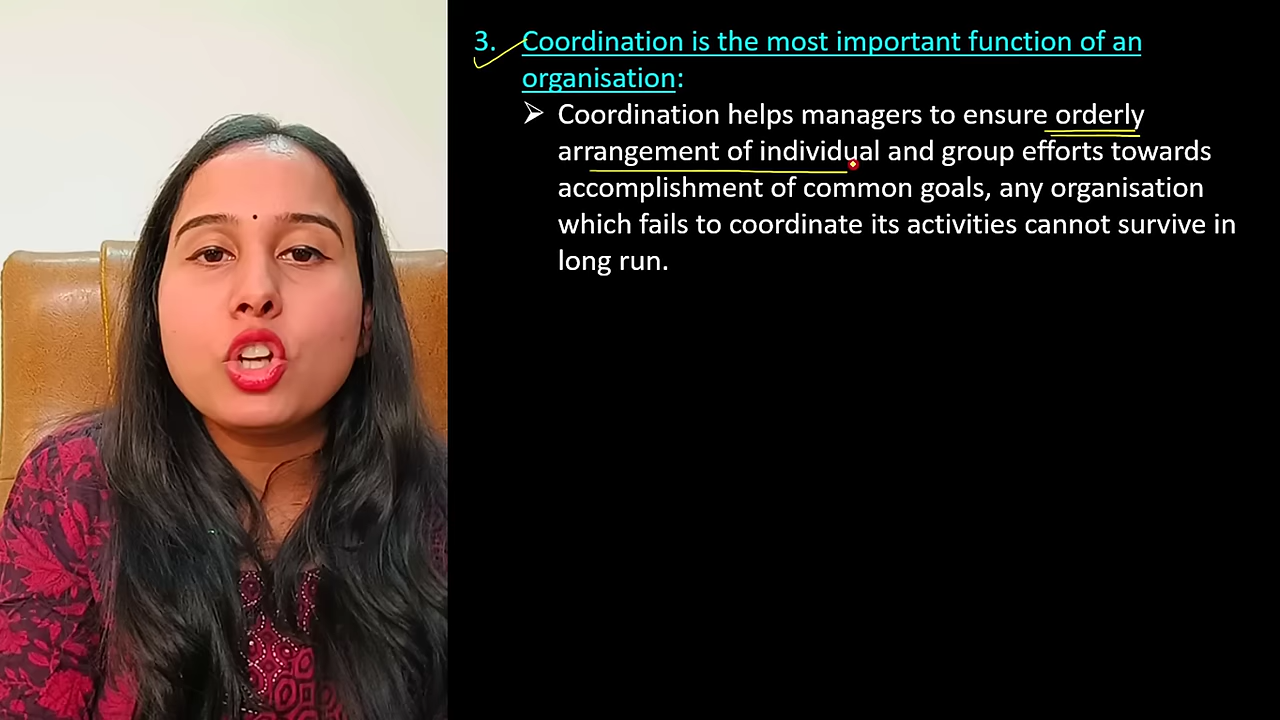 3. Coordination is the most important function of an
organisation:
➤ Coordination helps managers to ensure orderly
arrangement of individual and group efforts towards
accomplishment of common goals, any organisation
which fails to coordinate its activities cannot survive in
long run.